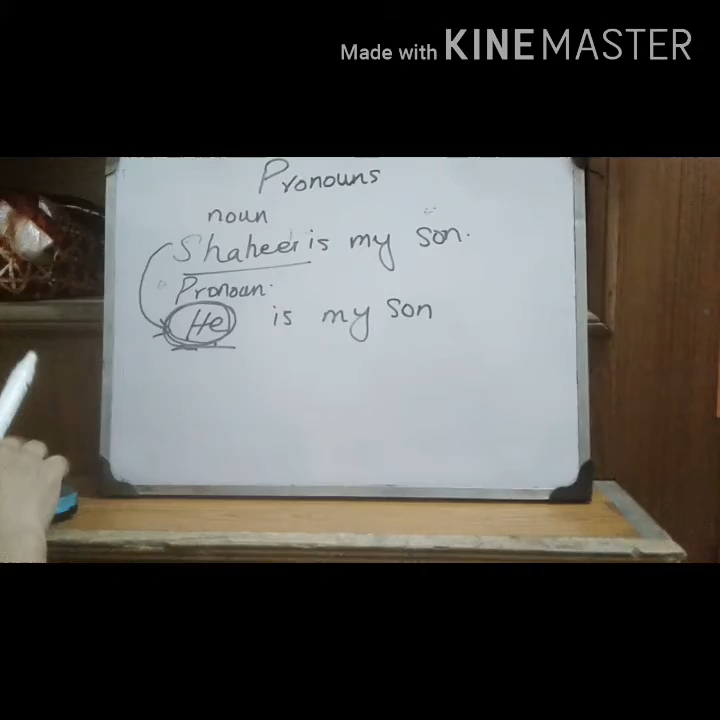 Made with KINEMASTER
Pronouns
noun
Shaheer is my son.
Pronoun.
He is my son